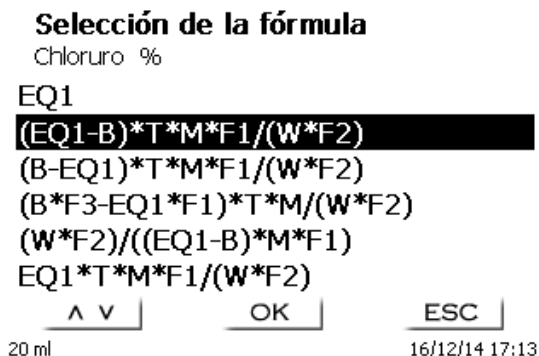 Selección de la fórmula
Chloruro %
EQ1
(EQ1-B)*T*M*F1/(W*F2)
(B-EQ1)*T*M*F1/(W*F2)
(B*F3-EQ1*F1)*T*M/(W*F2)
(W*F2)/((EQ1-B)*M*F1)
EQ1*T*M*F1/(W*F2)
∧ ∨ OK ESC
20 ml 16/12/14 17:13